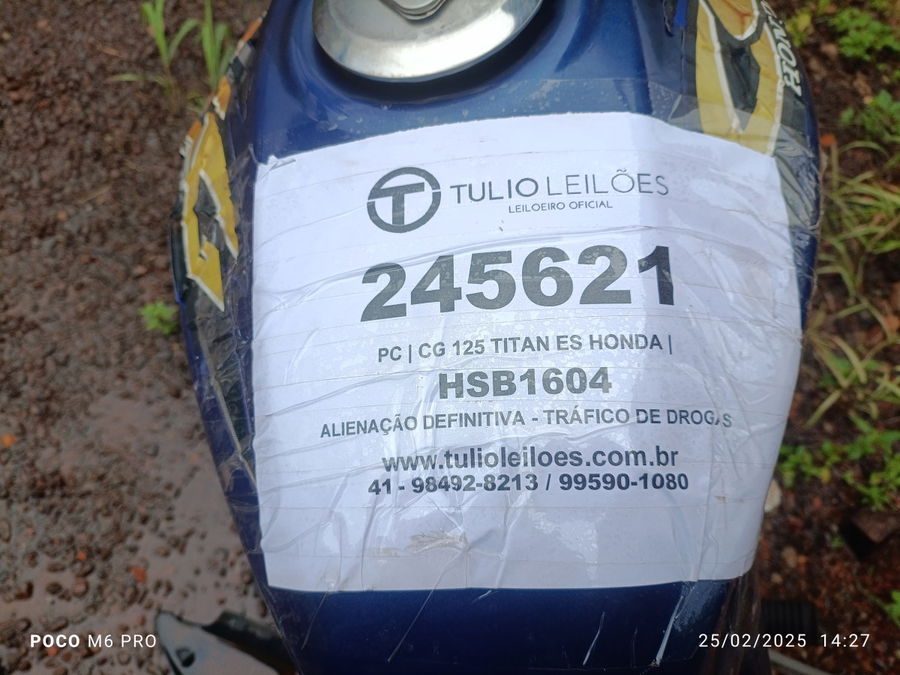 HONDA
TULIO LEILÕES
LEILOEIRO OFICIAL
245621
PC | CG 125 TITAN ES HONDA |
HSB1604
ALIENAÇÃO DEFINITIVA - TRÁFICO DE DROGAS
www.tulioleiloes.com.br
41 - 98492-8213 / 99590-1080
POCO M6 PRO
25/02/2025 14:27